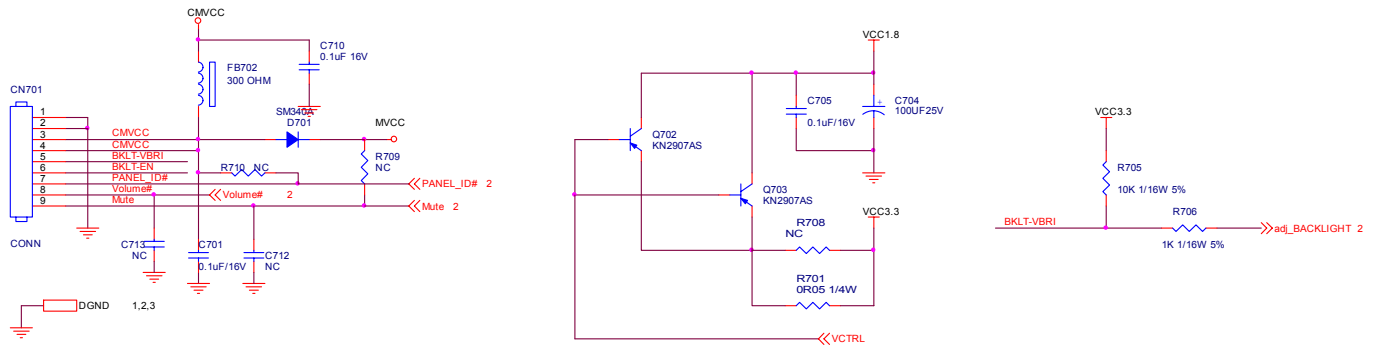 CMVCC
C710
0.1uF 16V
FB702
300 OHM
CN701
SM340A
D701
1
2
3
4
5
6
7
8
9
CMVCC
CMVCC
BKLT-VBRI
BKLT-EN
PANEL_ID#
Volume#
Mute
MVCC
R709
NC
R710 NC
PANEL_ID# 2
Volume# 2
Mute 2
CONN
C713
NC
C701
0.1uF/16V
C712
NC
DGND 1,2,3
VCC1.8
C705
0.1uF/16V
+
C704
100UF25V
Q702
KN2907AS
Q703
KN2907AS
VCC3.3
R708
NC
R701
0R05 1/4W
VCTRL
VCC3.3
R705
10K 1/16W 5%
BKLT-VBRI
R706
1K 1/16W 5%
adj_BACKLIGHT 2